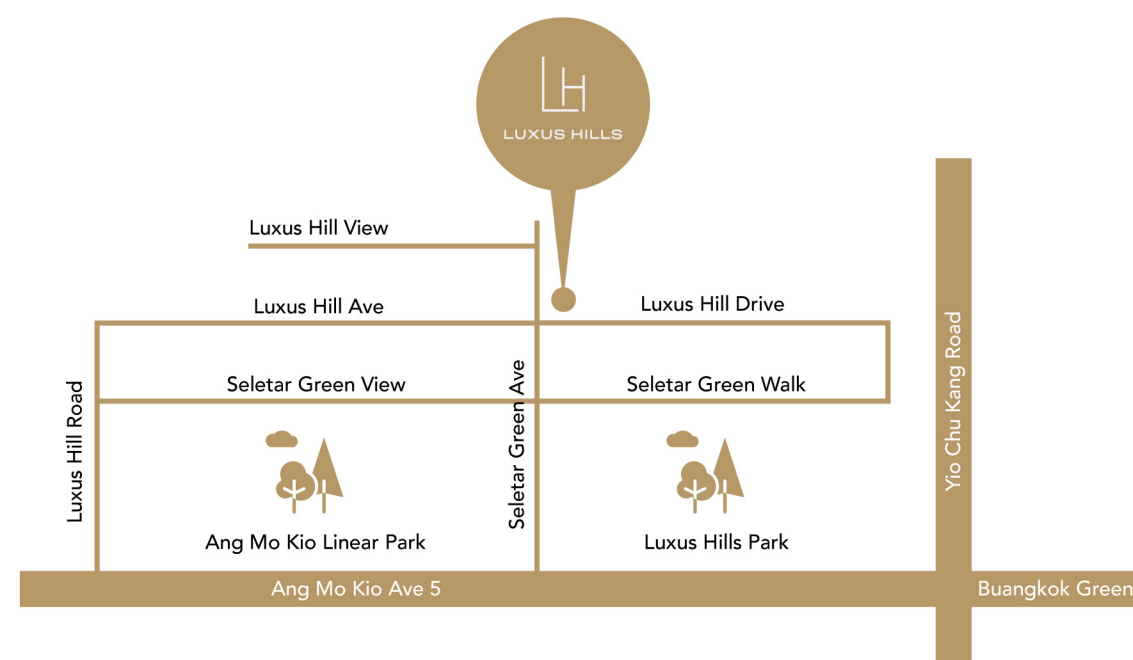 LH
LUXUS HILLS
Luxus Hill View
Luxus Hill Ave
Luxus Hill Drive
Seletar Green View
Seletar Green Walk
Luxus Hill Road
Seletar Green Ave
Yio Chu Kang Road
Ang Mo Kio Linear Park
Luxus Hills Park
Ang Mo Kio Ave 5
Buangkok Green